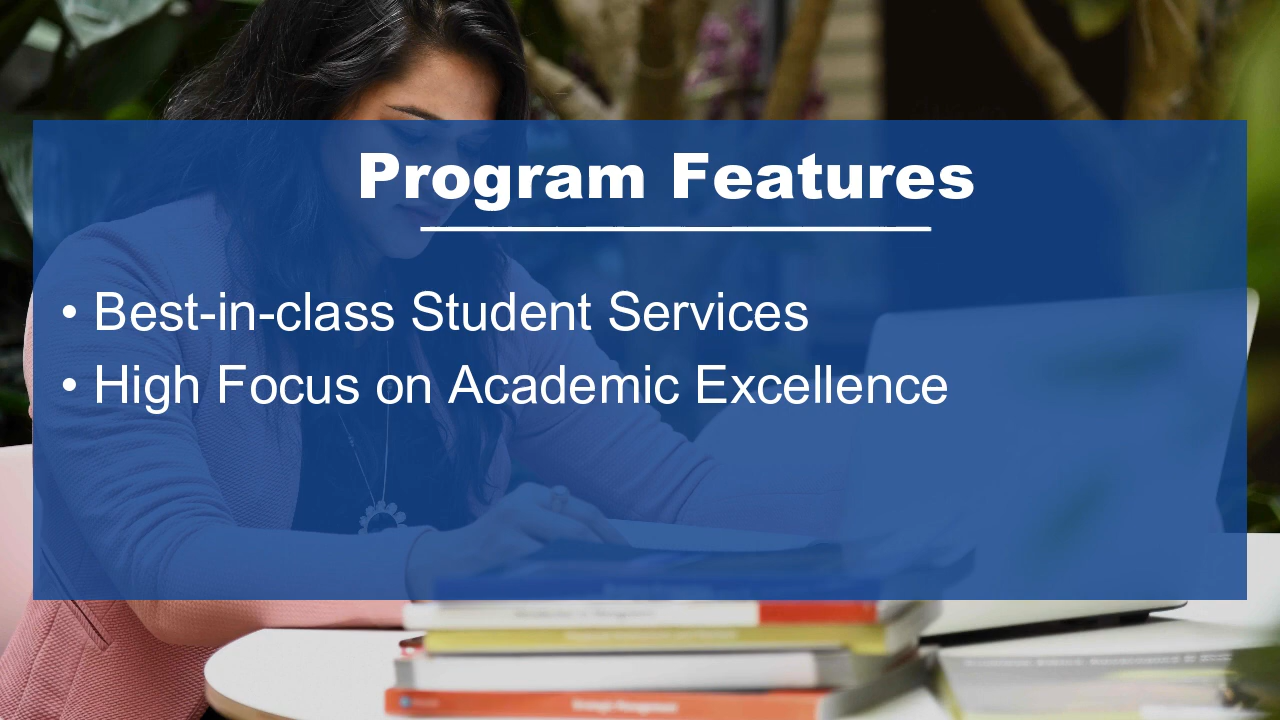 Program Features
• Best-in-class Student Services
• High Focus on Academic Excellence